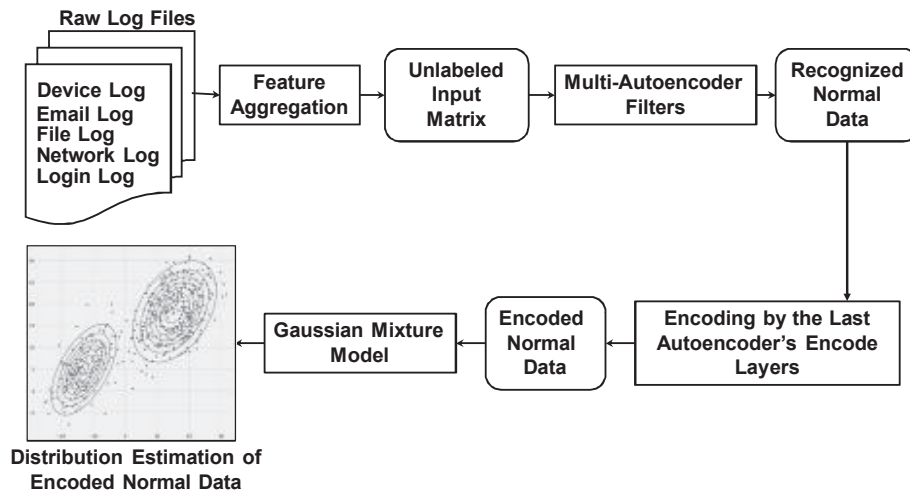 Raw Log Files
Device Log
Email Log
File Log
Network Log
Login Log
Feature
Aggregation
Unlabeled
Input
Matrix
Multi-Autoencoder
Filters
Recognized
Normal
Data
Encoding by the Last
Autoencoder's Encode
Layers
Encoded
Normal
Data
Gaussian Mixture
Model
Distribution Estimation of
Encoded Normal Data